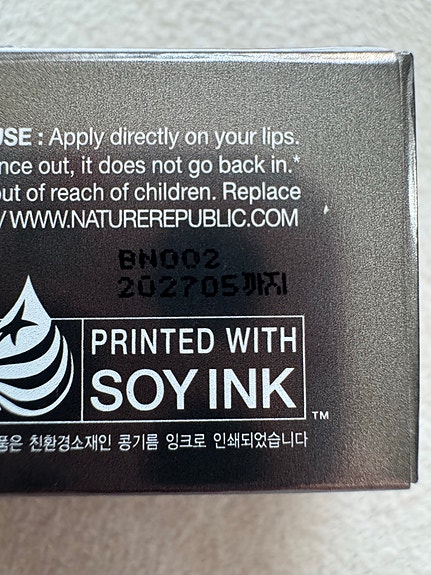 USE : Apply directly on your lips.
nce out, it does not go back in.*
out of reach of children. Replace
/ WWW.NATUREREPUBLIC.COM
BN002
202705까지
PRINTED WITH
SOY INK
TM
품은 친환경소재인 콩기름 잉크로 인쇄되었습니다